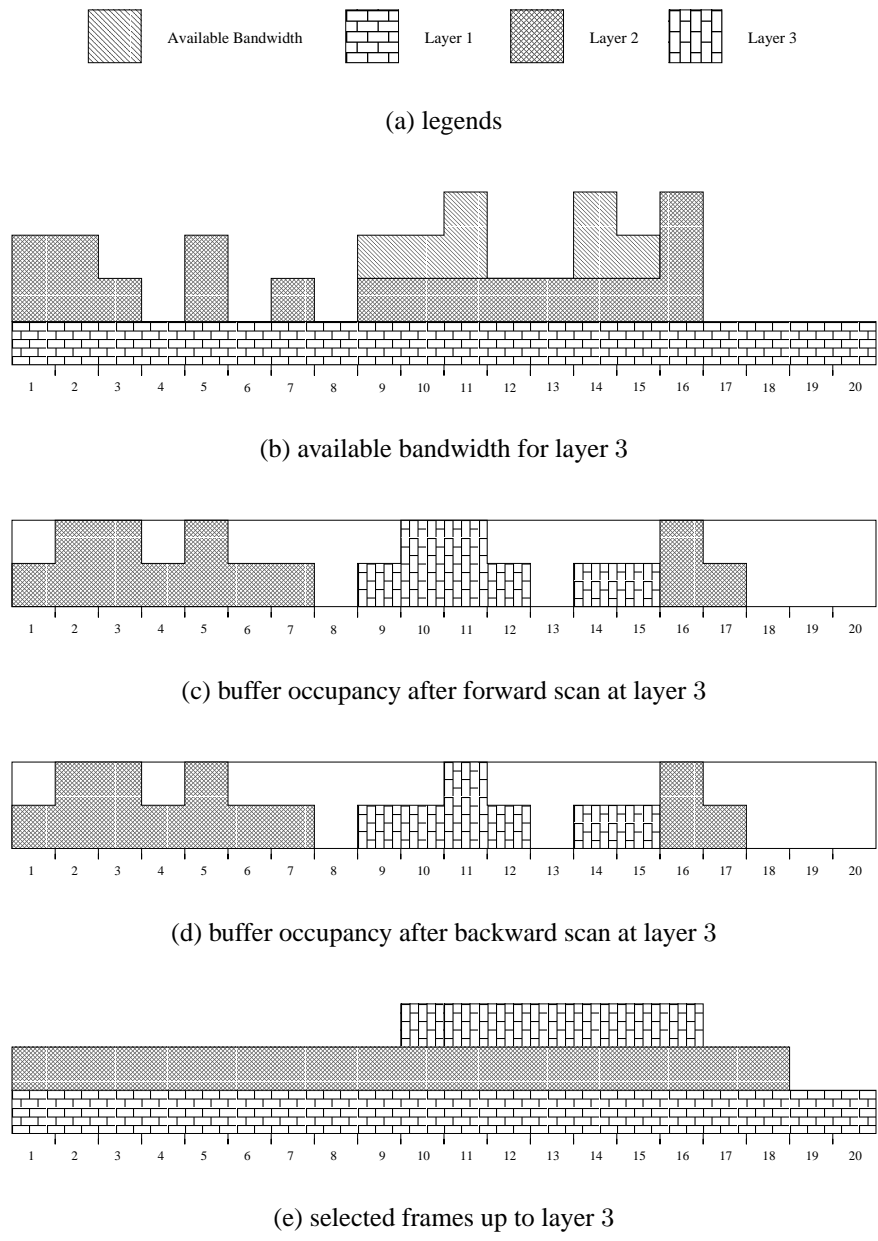 Available Bandwidth Layer 1 Layer 2 Layer 3
(a) legends
1 2 3 4 5 6 7 8 9 10 11 12 13 14 15 16 17 18 19 20
(b) available bandwidth for layer 3
1 2 3 4 5 6 7 8 9 10 11 12 13 14 15 16 17 18 19 20
(c) buffer occupancy after forward scan at layer 3
1 2 3 4 5 6 7 8 9 10 11 12 13 14 15 16 17 18 19 20
(d) buffer occupancy after backward scan at layer 3
1 2 3 4 5 6 7 8 9 10 11 12 13 14 15 16 17 18 19 20
(e) selected frames up to layer 3